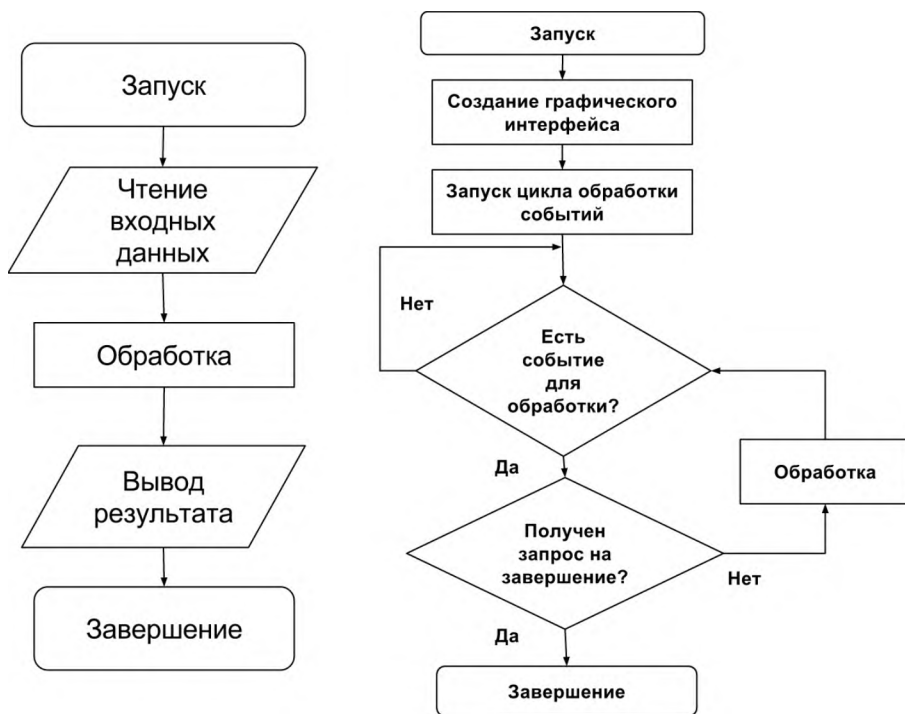 Запуск
Чтение
входных
данных
Обработка
Вывод
результата
Завершение
Запуск
Создание графического
интерфейса
Запуск цикла обработки
событий
Нет
Есть
событие
для
обработки?
Да
Обработка
Получен
запрос на
завершение?
Нет
Да
Завершение